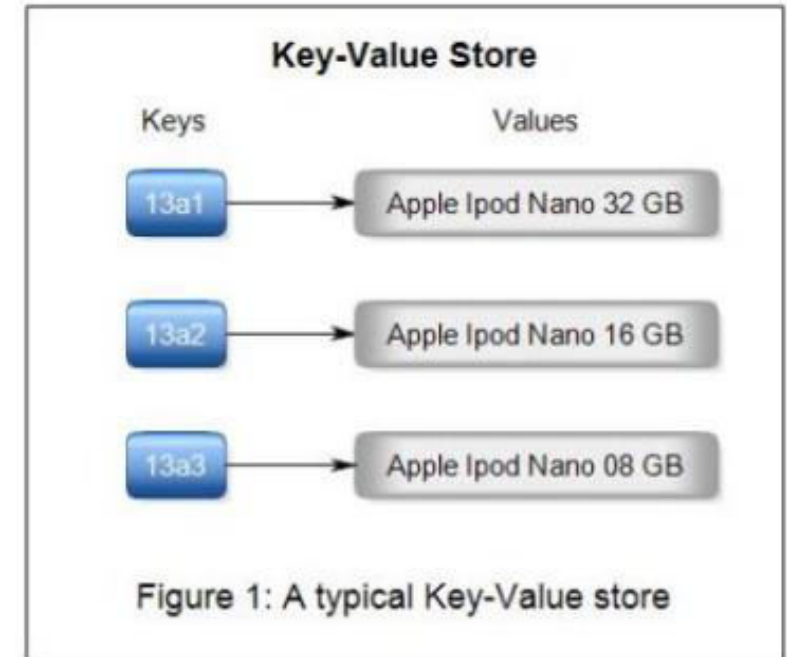 Key-Value Store
Keys Values
13a1 Apple Ipod Nano 32 GB
13a2 Apple Ipod Nano 16 GB
13a3 Apple Ipod Nano 08 GB
Figure 1: A typical Key-Value store